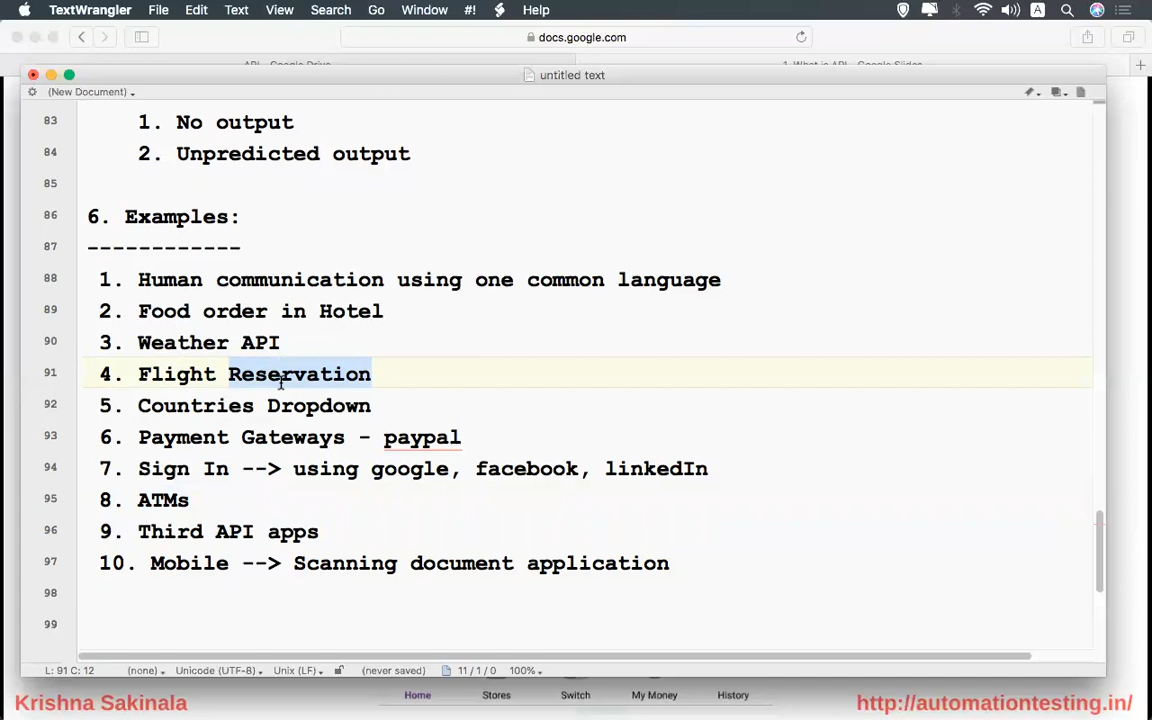 TextWrangler File Edit Text View Search Go Window #! Help
docs.google.com
untitled text
(New Document)
83 1. No output
84 2. Unpredicted output
85
86 6. Examples:
87 ------------
88 1. Human communication using one common language
89 2. Food order in Hotel
90 3. Weather API
91 4. Flight Reservation
92 5. Countries Dropdown
93 6. Payment Gateways - paypal
94 7. Sign In --> using google, facebook, linkedIn
95 8. ATMs
96 9. Third API apps
97 10. Mobile --> Scanning document application
98
99
L: 91 C: 12 (none) Unicode (UTF-8) Unix (LF) (never saved) 11 / 1 / 0 100%
Home Stores Switch My Money History
Krishna Sakinala http://automationtesting.in/